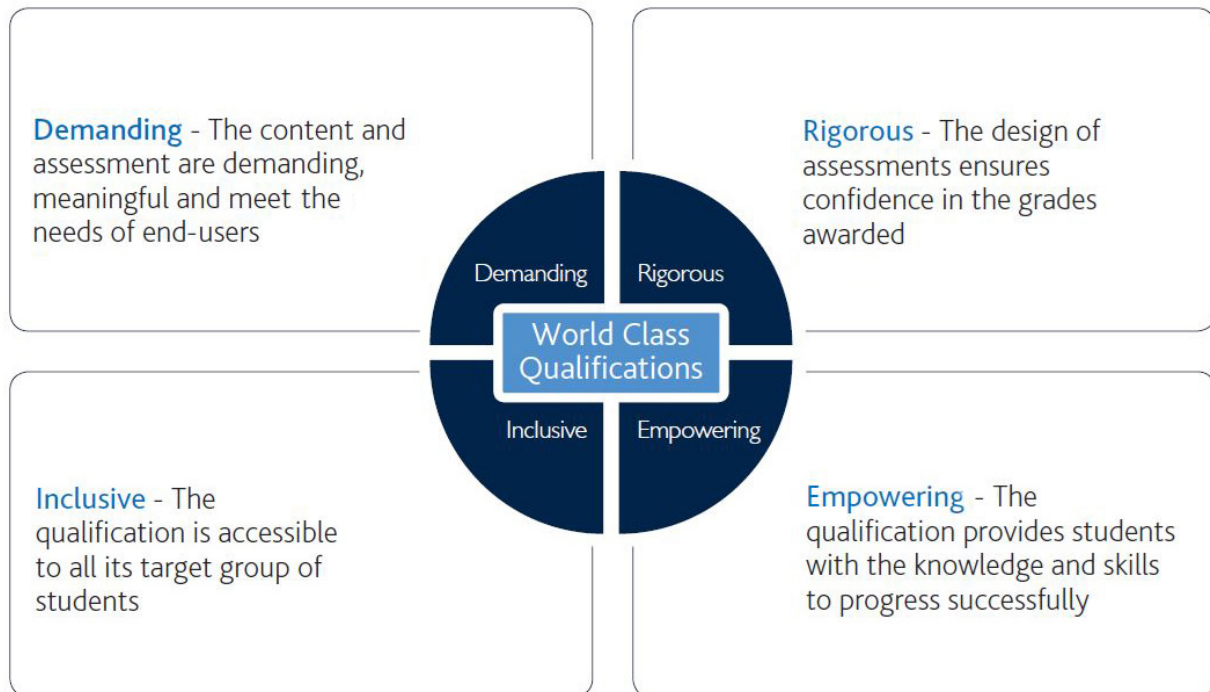 Demanding - The content and
assessment are demanding,
meaningful and meet the
needs of end-users
Rigorous - The design of
assessments ensures
confidence in the grades
awarded
Demanding
Rigorous
World Class
Qualifications
Inclusive
Empowering
Inclusive - The
qualification is accessible
to all its target group of
students
Empowering - The
qualification provides students
with the knowledge and skills
to progress successfully